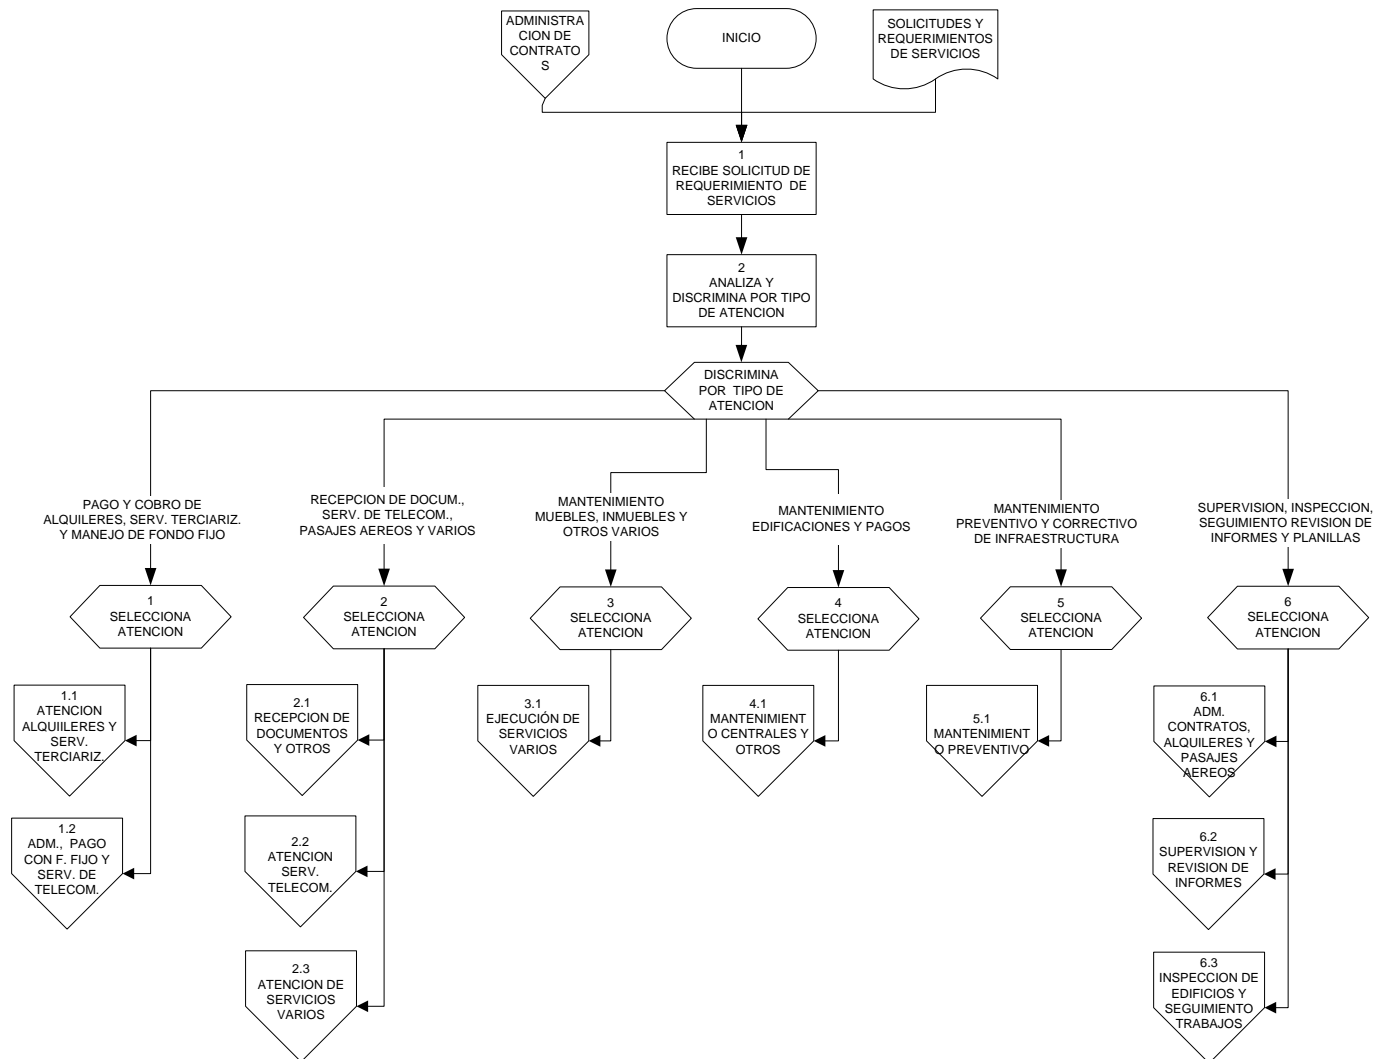 ADMINISTRA
CION DE
CONTRATO
S
INICIO
SOLICITUDES Y
REQUERIMIENTOS
DE SERVICIOS
1
RECIBE SOLICITUD DE
REQUERIMIENTO DE
SERVICIOS
2
ANALIZA Y
DISCRIMINA POR TIPO
DE ATENCION
DISCRIMINA
POR TIPO DE
ATENCION
PAGO Y COBRO DE
ALQUILERES, SERV. TERCIARIZ.
Y MANEJO DE FONDO FIJO
RECEPCION DE DOCUM.,
SERV. DE TELECOM.,
PASAJES AEREOS Y VARIOS
MANTENIMIENTO
MUEBLES, INMUEBLES Y
OTROS VARIOS
MANTENIMIENTO
EDIFICACIONES Y PAGOS
MANTENIMIENTO
PREVENTIVO Y CORRECTIVO
DE INFRAESTRUCTURA
SUPERVISION, INSPECCION,
SEGUIMIENTO REVISION DE
INFORMES Y PLANILLAS
1
SELECCIONA
ATENCION
2
SELECCIONA
ATENCION
3
SELECCIONA
ATENCION
4
SELECCIONA
ATENCION
5
SELECCIONA
ATENCION
6
SELECCIONA
ATENCION
1.1
ATENCION
ALQUIILERES Y
SERV.
TERCIARIZ.
2.1
RECEPCION DE
DOCUMENTOS
Y OTROS
3.1
EJECUCIÓN DE
SERVICIOS
VARIOS
4.1
MANTENIMIENT
O CENTRALES Y
OTROS
5.1
MANTENIMIENT
O PREVENTIVO
6.1
ADM.
CONTRATOS,
ALQUILERES Y
PASAJES
AEREOS
1.2
ADM., PAGO
CON F. FIJO Y
SERV. DE
TELECOM.
2.2
ATENCION
SERV.
TELECOM.
6.2
SUPERVISION Y
REVISION DE
INFORMES
2.3
ATENCION DE
SERVICIOS
VARIOS
6.3
INSPECCION DE
EDIFICIOS Y
SEGUIMIENTO
TRABAJOS